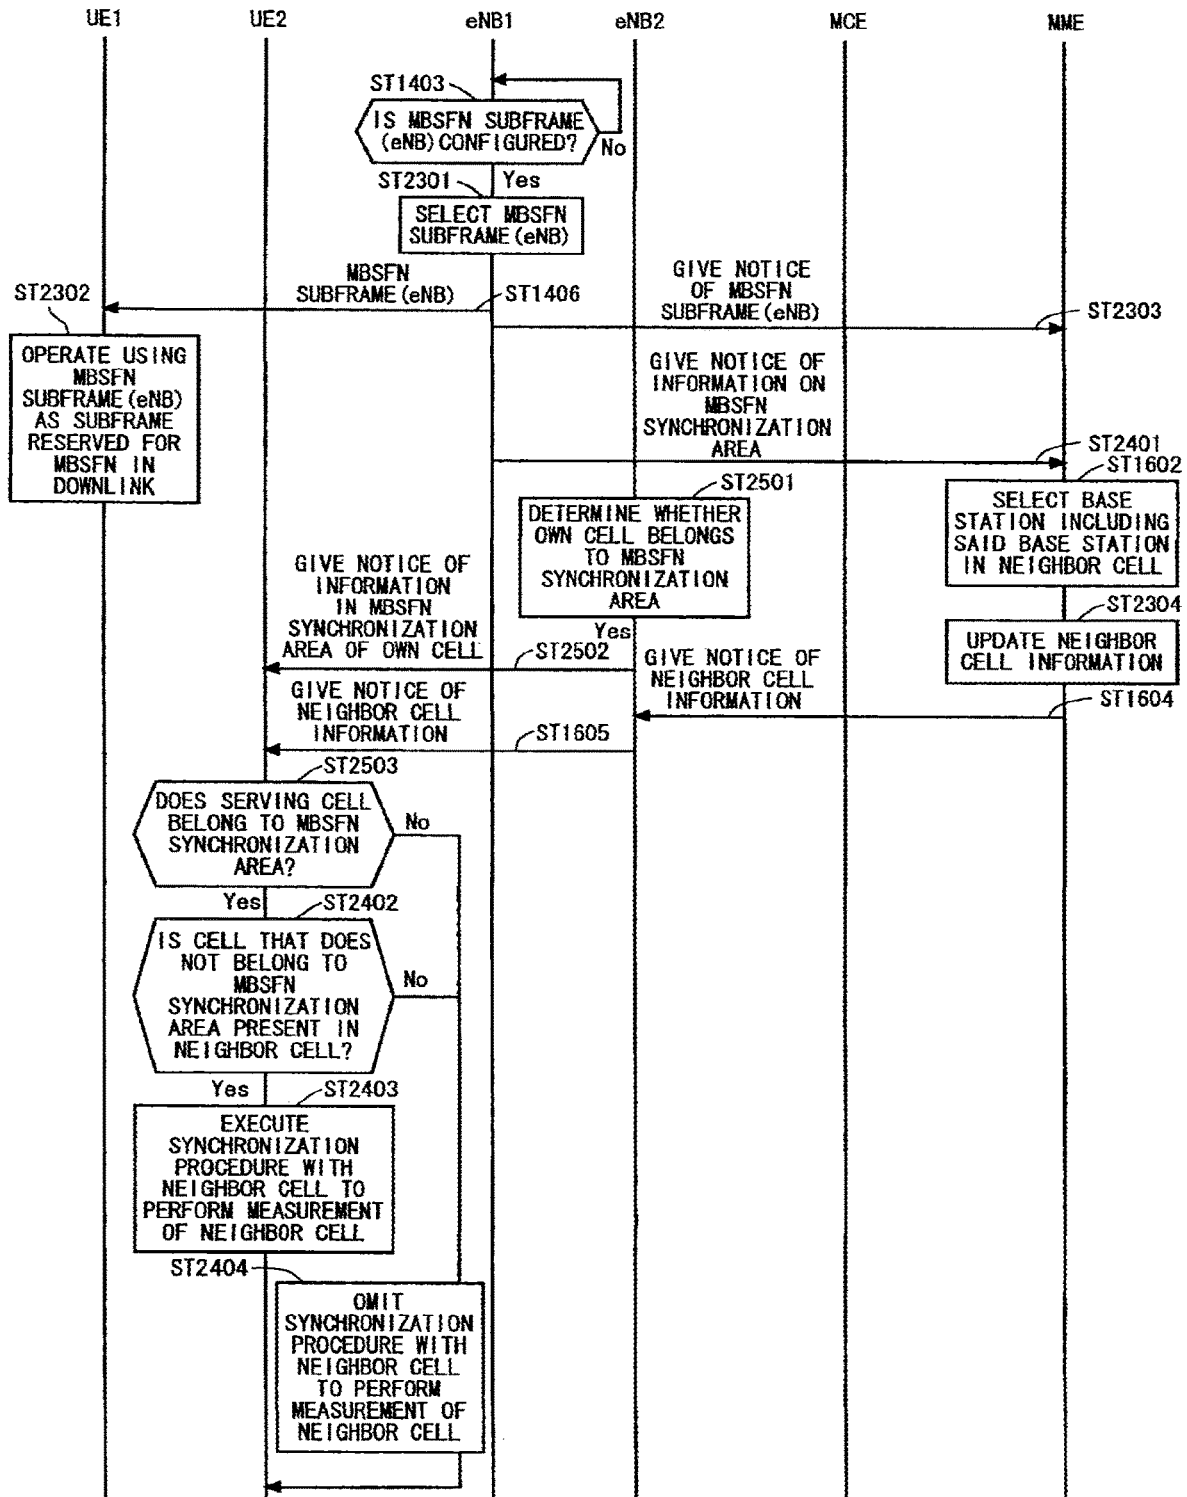 UE1
UE2
eNB1
eNB2
MCE
MME
ST1403
IS MBSFN SUBFRAME
(eNB) CONFIGURED?
No
Yes
ST2301
SELECT MBSFN
SUBFRAME(eNB)
MBSFN
SUBFRAME(eNB)
ST1406
ST2302
OPERATE USING
MBSFN
SUBFRAME(eNB)
AS SUBFRAME
RESERVED FOR
MBSFN IN
DOWNLINK
GIVE NOTICE
OF MBSFN
SUBFRAME(eNB)
ST2303
GIVE NOTICE OF
INFORMATION ON
MBSFN
SYNCHRONIZATION
AREA
ST2401
ST1602
SELECT BASE
STATION INCLUDING
SAID BASE STATION
IN NEIGHBOR CELL
ST2501
DETERMINE WHETHER
OWN CELL BELONGS
TO MBSFN
SYNCHRONIZATION
AREA
Yes
ST2304
UPDATE NEIGHBOR
CELL INFORMATION
GIVE NOTICE OF
INFORMATION
IN MBSFN
SYNCHRONIZATION
AREA OF OWN CELL
ST2502
GIVE NOTICE OF
NEIGHBOR CELL
INFORMATION
ST1604
GIVE NOTICE OF
NEIGHBOR CELL
INFORMATION
ST1605
ST2503
DOES SERVING CELL
BELONG TO MBSFN
SYNCHRONIZATION
AREA?
No
Yes
ST2402
IS CELL THAT DOES
NOT BELONG TO
MBSFN
SYNCHRONIZATION
AREA PRESENT IN
NEIGHBOR CELL?
No
Yes
ST2403
EXECUTE
SYNCHRONIZATION
PROCEDURE WITH
NEIGHBOR CELL TO
PERFORM MEASUREMENT
OF NEIGHBOR CELL
ST2404
OMIT
SYNCHRONIZATION
PROCEDURE WITH
NEIGHBOR CELL
TO PERFORM
MEASUREMENT OF
NEIGHBOR CELL